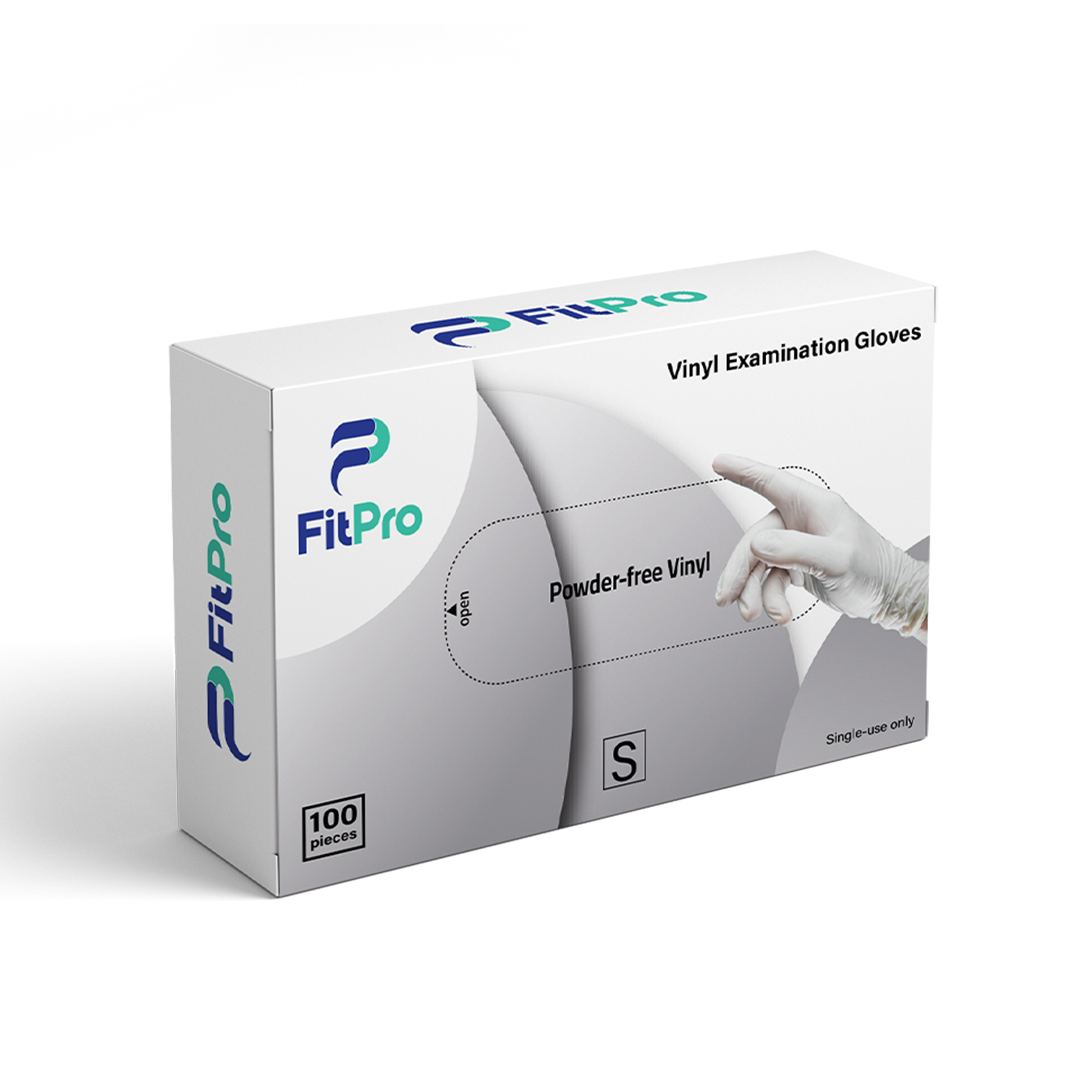 FitPro
Vinyl Examination Gloves
FitPro
FitPro
Powder-free Vinyl
open
S
Single-use only
100
pieces